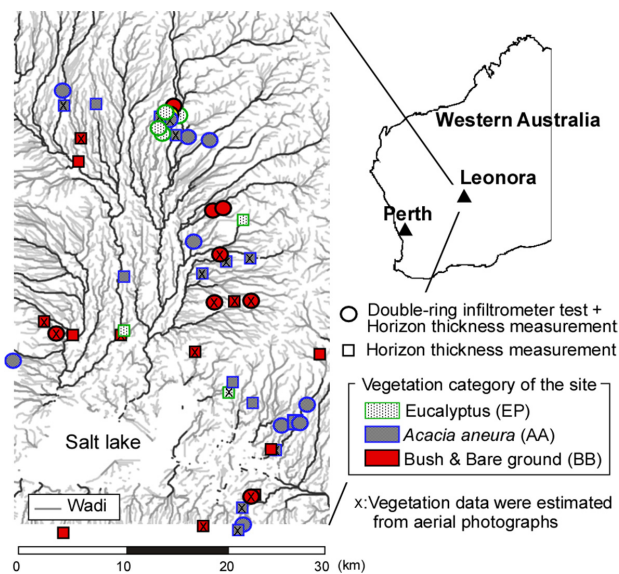 Western Australia
Leonora
Perth
Double-ring infiltrometer test +
Horizon thickness measurement
Horizon thickness measurement
Vegetation category of the site
Eucalyptus (EP)
Acacia aneura (AA)
Bush & Bare ground (BB)
x:Vegetation data were estimated
from aerial photographs
Salt lake
Wadi
0 10 20 30 (km)